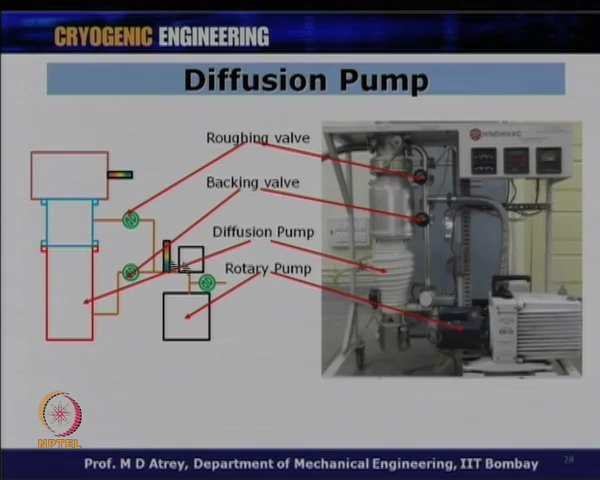 CRYOGENIC ENGINEERING
Diffusion Pump
Roughing valve
Backing valve
Diffusion Pump
Rotary Pump
HINDHIVAC
NPTEL
Prof. M D Atrey, Department of Mechanical Engineering, IIT Bombay
28